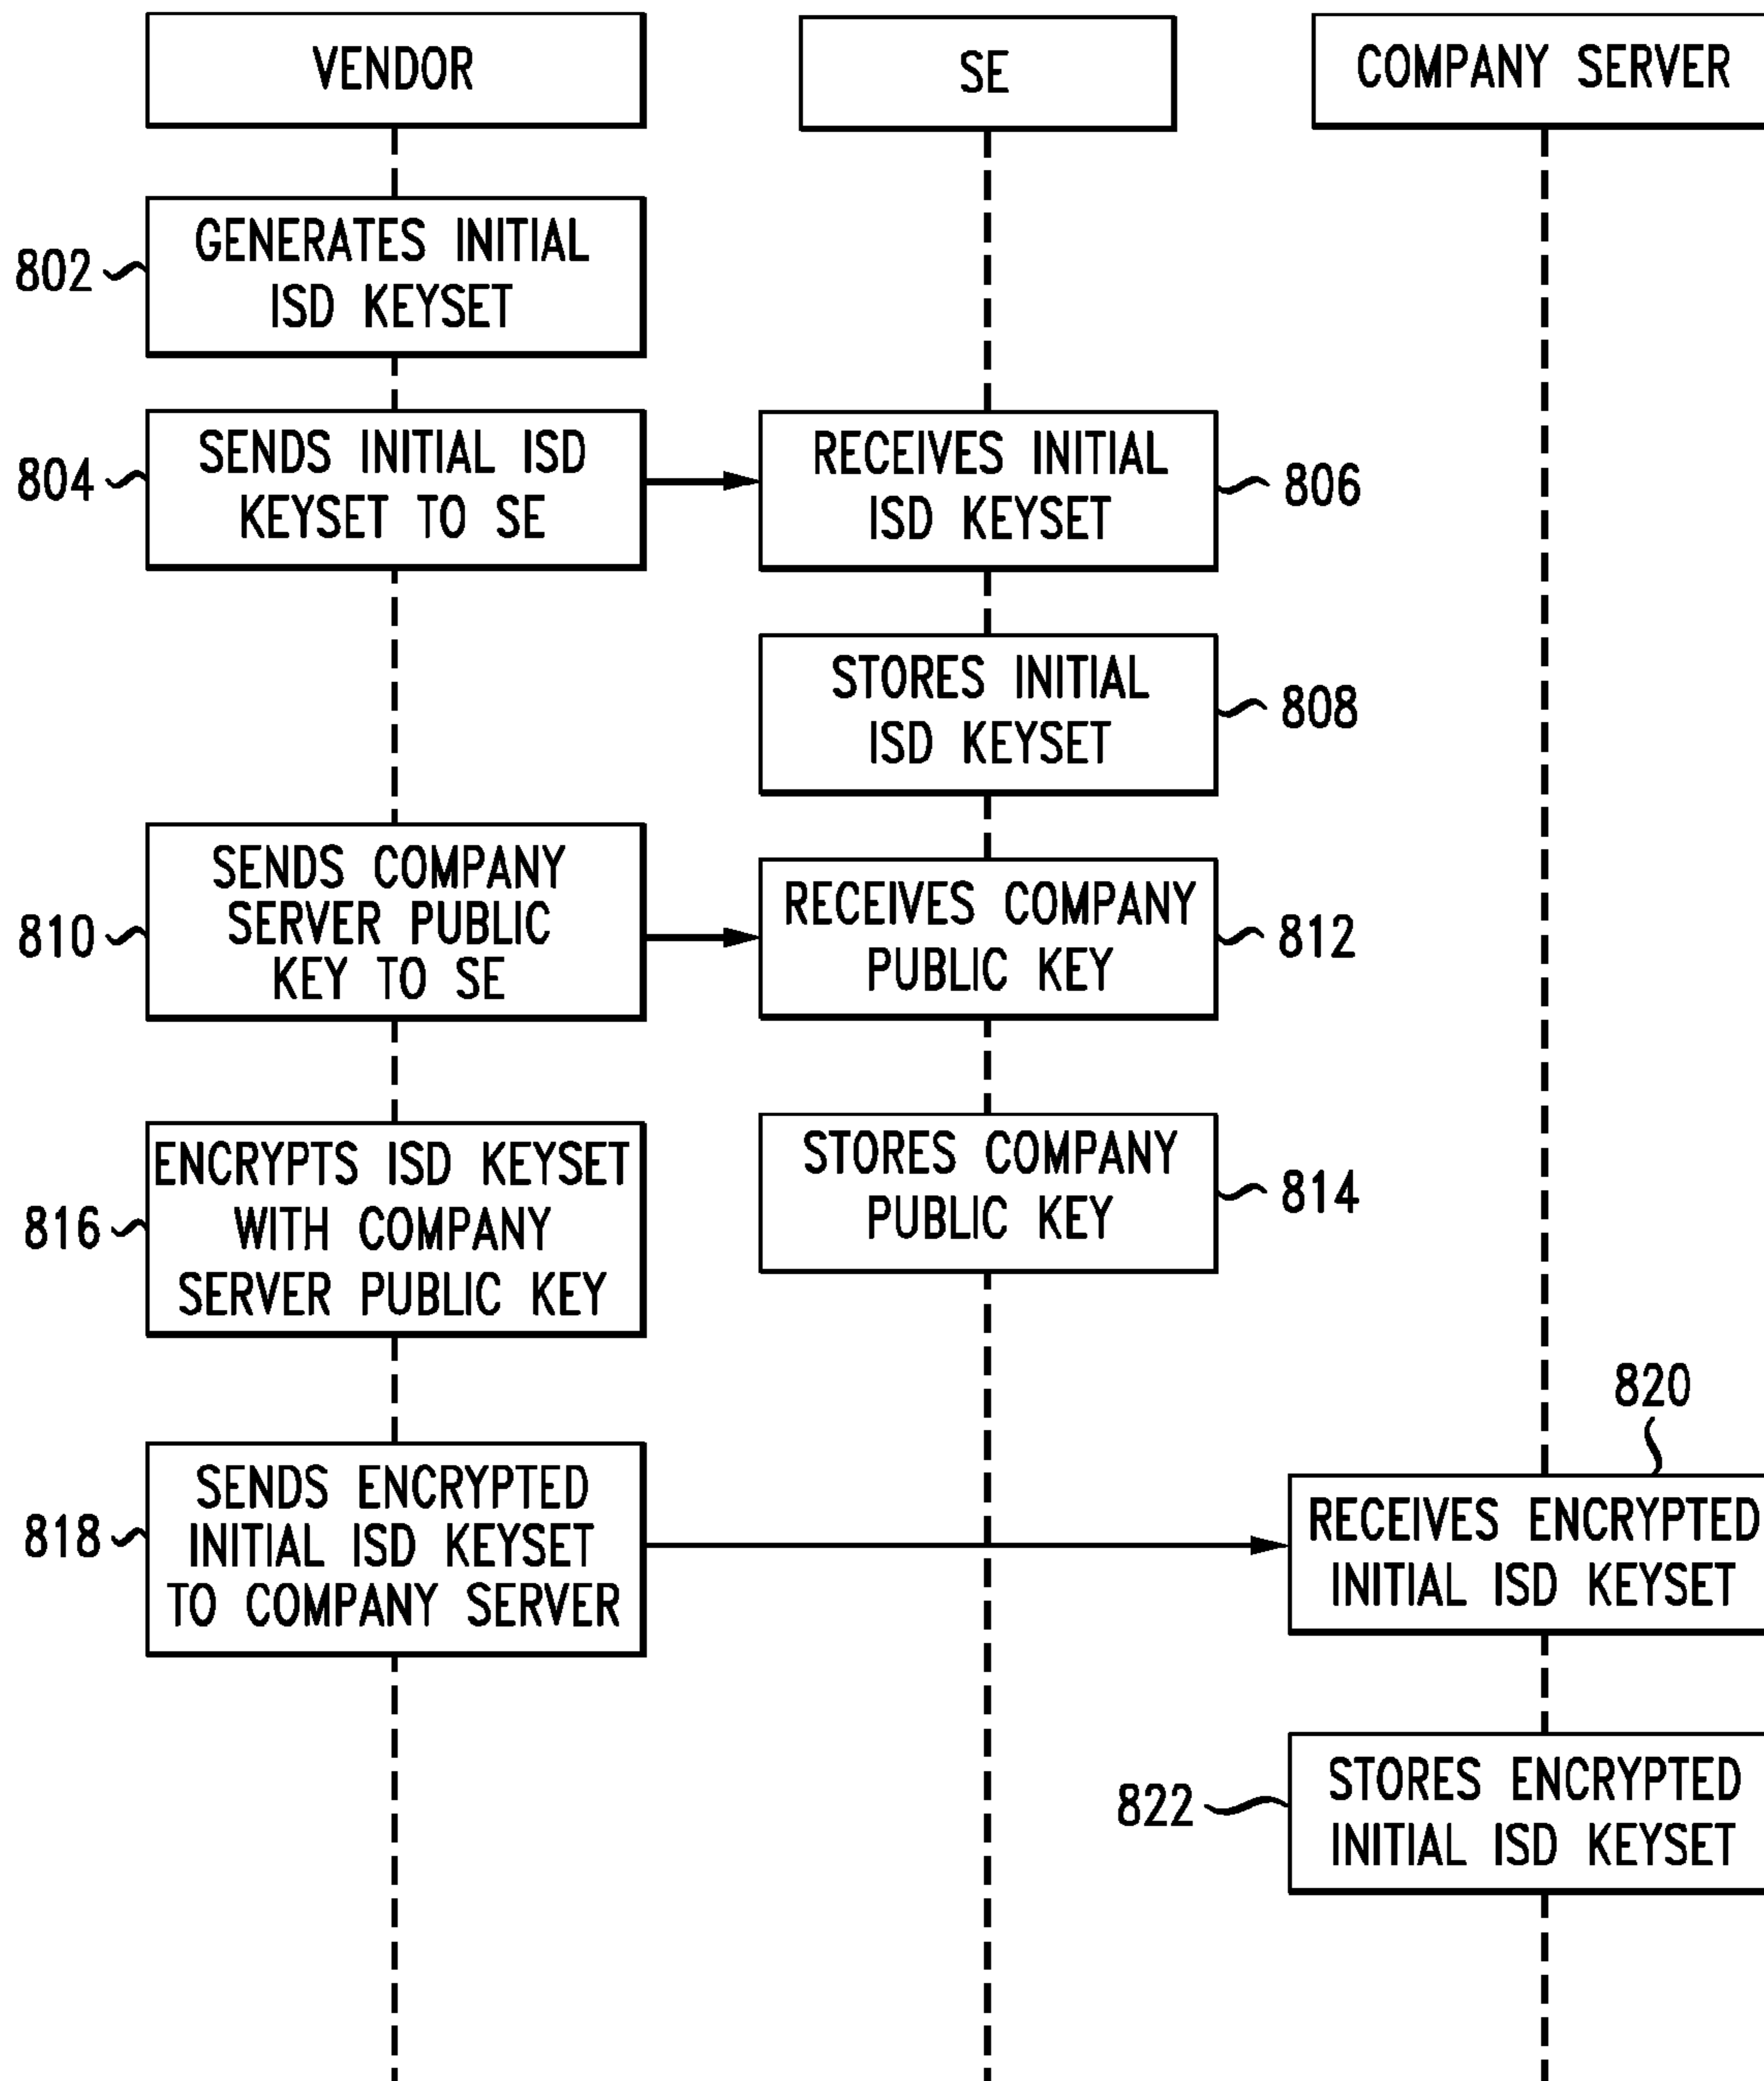 VENDOR
SE
COMPANY SERVER
802
GENERATES INITIAL
ISD KEYSET
804
SENDS INITIAL ISD
KEYSET TO SE
RECEIVES INITIAL
ISD KEYSET
806
STORES INITIAL
ISD KEYSET
808
810
SENDS COMPANY
SERVER PUBLIC
KEY TO SE
RECEIVES COMPANY
PUBLIC KEY
812
STORES COMPANY
PUBLIC KEY
814
816
ENCRYPTS ISD KEYSET
WITH COMPANY
SERVER PUBLIC KEY
818
SENDS ENCRYPTED
INITIAL ISD KEYSET
TO COMPANY SERVER
820
RECEIVES ENCRYPTED
INITIAL ISD KEYSET
822
STORES ENCRYPTED
INITIAL ISD KEYSET